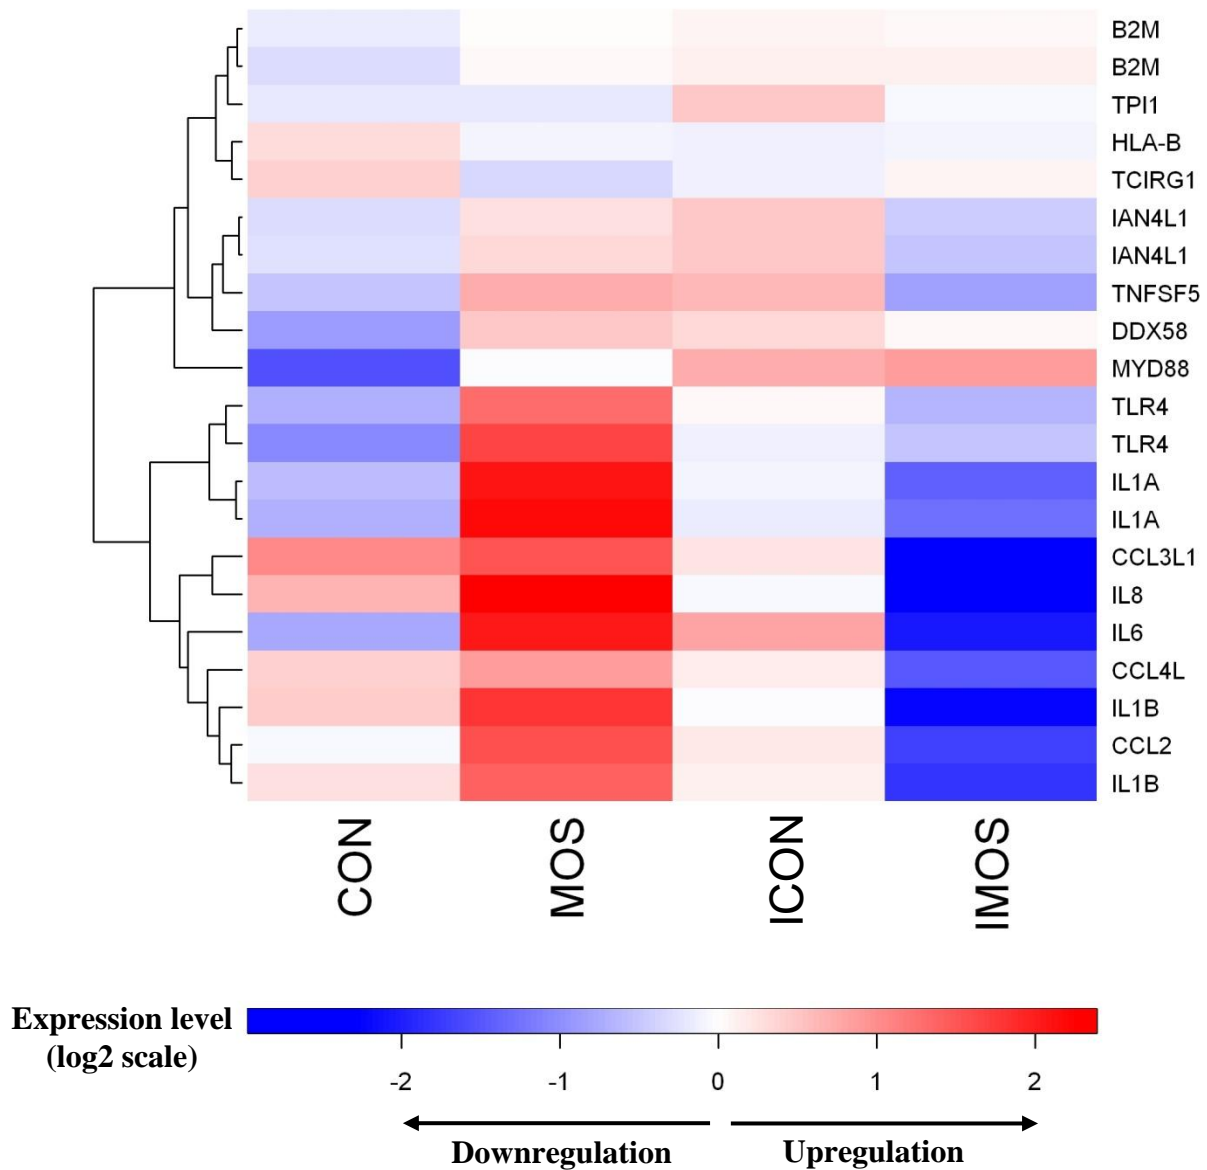 B2M
B2M
TPI1
HLA-B
TCIRG1
IAN4L1
IAN4L1
TNFSF5
DDX58
MYD88
TLR4
TLR4
IL1A
IL1A
CCL3L1
IL8
IL6
CCL4L
IL1B
CCL2
IL1B
CON MOS ICON IMOS
Expression level
(log2 scale)
-2 -1 0 1 2
Downregulation Upregulation